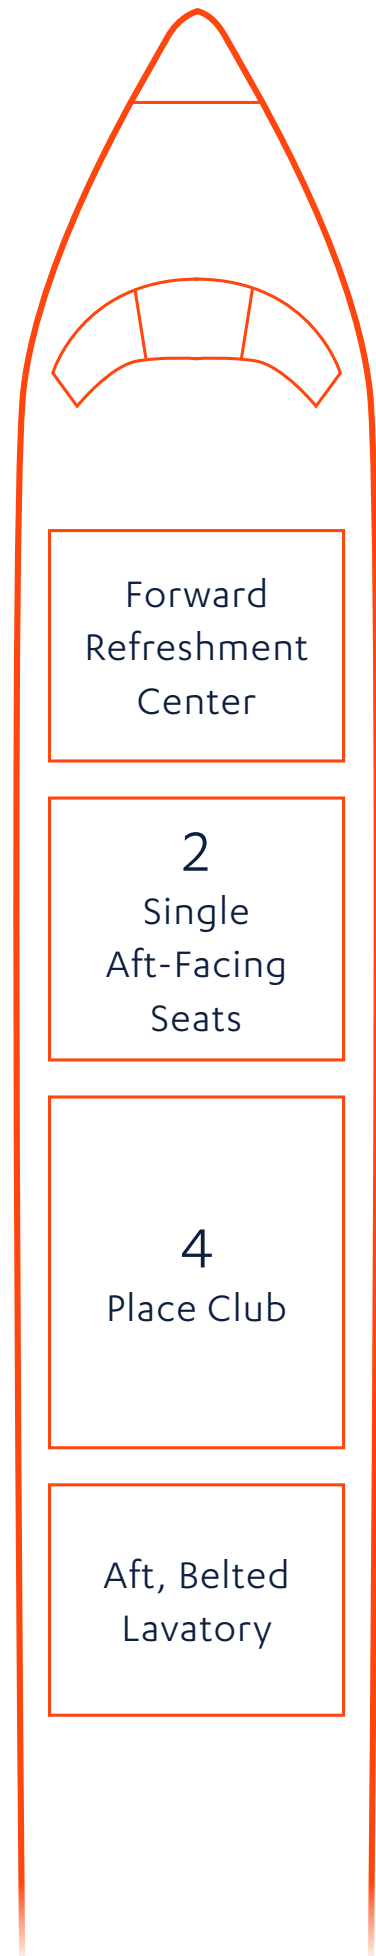 Forward
Refreshment
Center
2
Single
Aft-Facing
Seats
4
Place Club
Aft, Belted
Lavatory